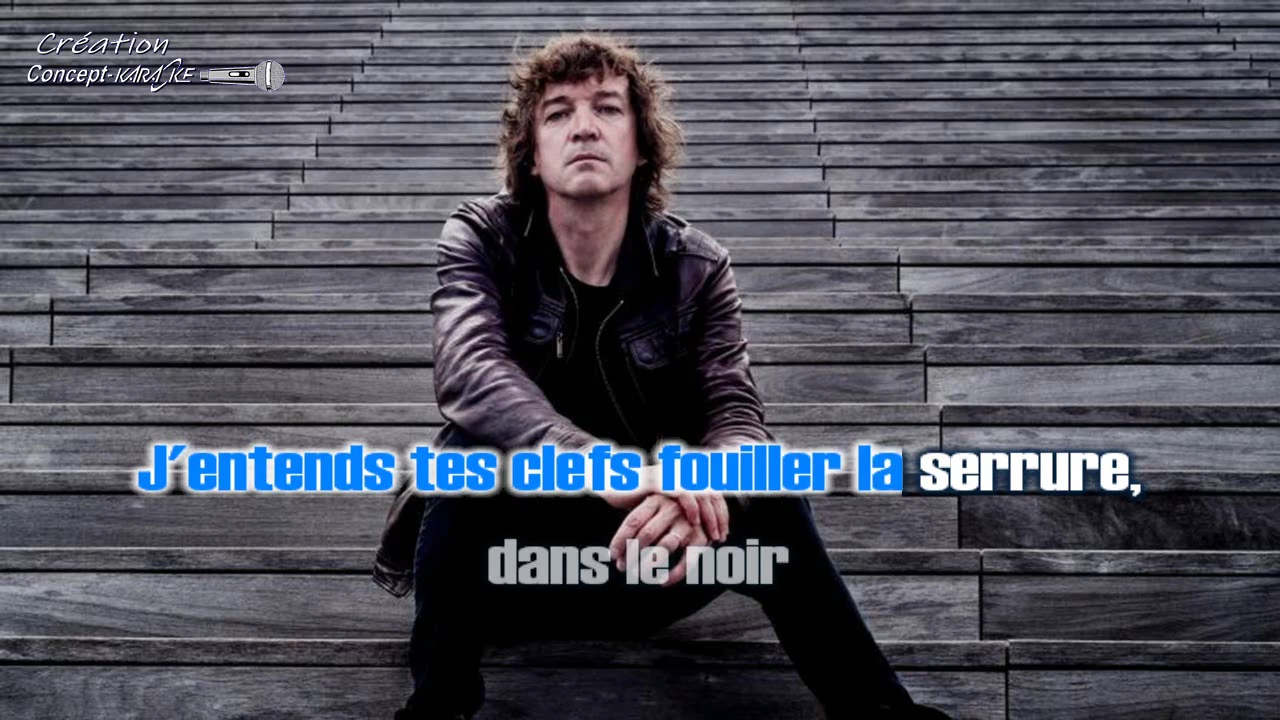 Création
Concept-KARAOKE
J'entends tes clefs fouiller la serrure,
dans le noir